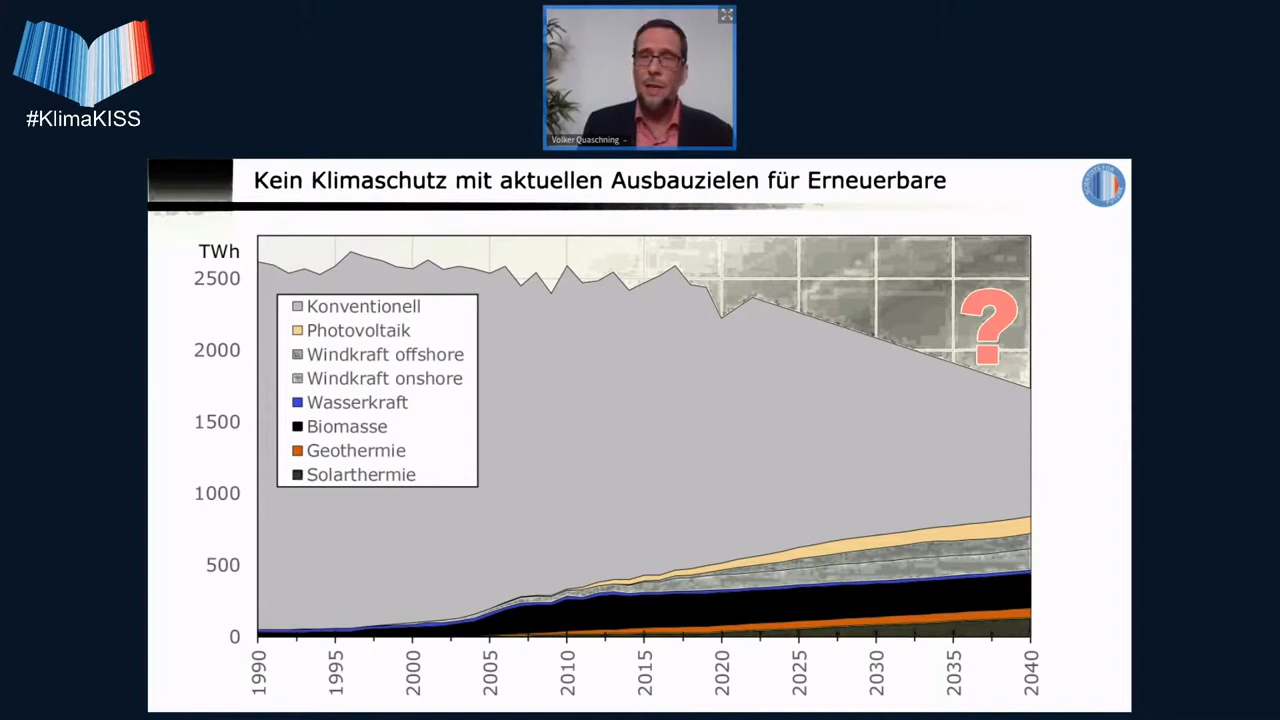 #KlimaKISS
Volker Quaschning
Kein Klimaschutz mit aktuellen Ausbauzielen für Erneuerbare
TWh
2500
2000
1500
1000
500
0
Konventionell
Photovoltaik
Windkraft offshore
Windkraft onshore
Wasserkraft
Biomasse
Geothermie
Solarthermie
?
1990
1995
2000
2005
2010
2015
2020
2025
2030
2035
2040